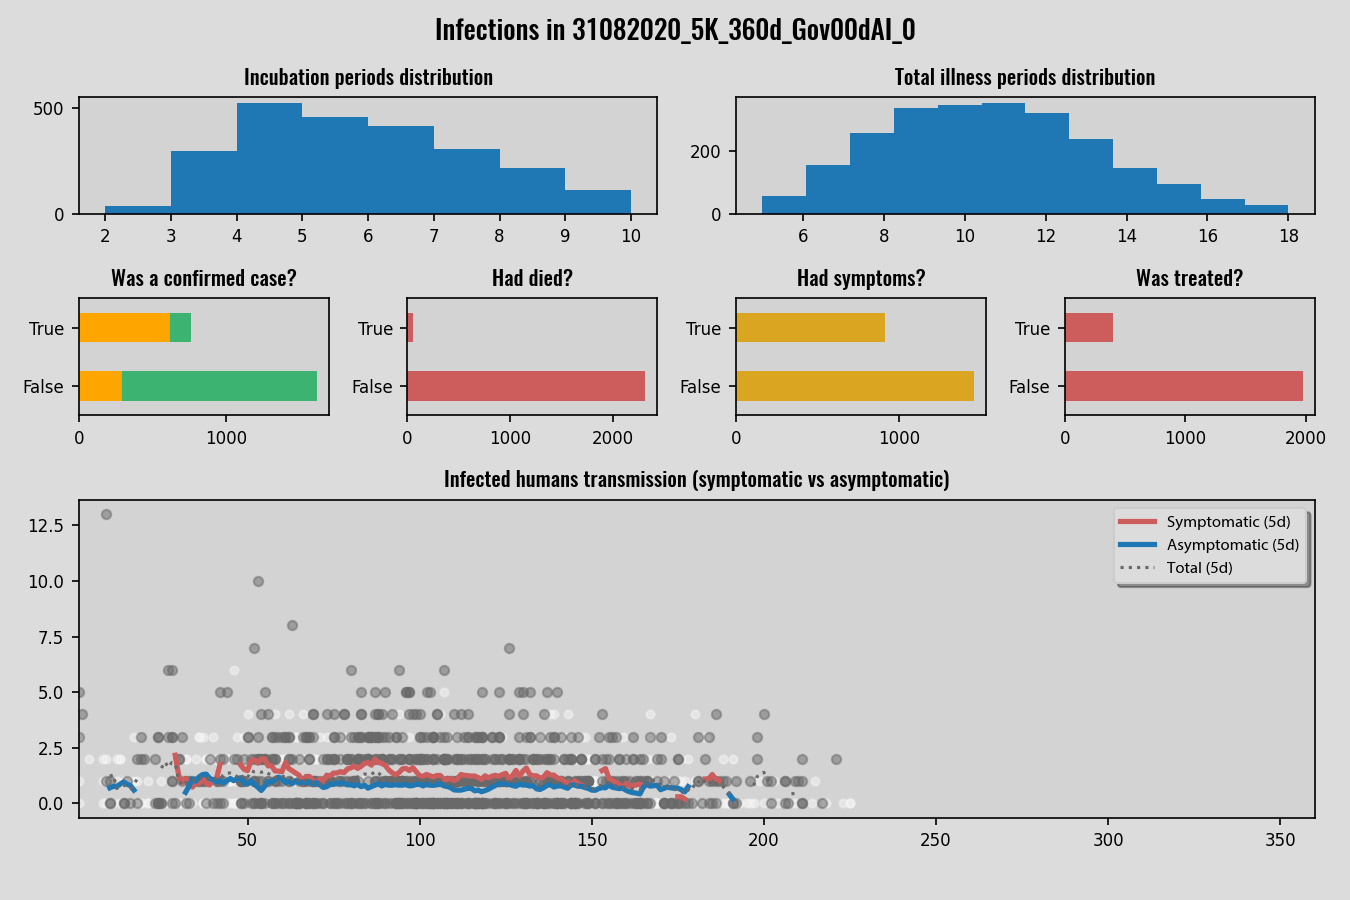 Infections in 31082020_5K_360d_Gov00dAI_0
Incubation periods distribution
Total illness periods distribution
500
0
2 3 4 5 6 7 8 9 10
200
0
6 8 10 12 14 16 18
Was a confirmed case?
Had died?
Had symptoms?
Was treated?
True
False
0 1000
True
False
0 1000 2000
True
False
0 1000
True
False
0 1000 2000
Infected humans transmission (symptomatic vs asymptomatic)
12.5
10.0
7.5
5.0
2.5
0.0
Symptomatic (5d)
Asymptomatic (5d)
Total (5d)
50 100 150 200 250 300 350